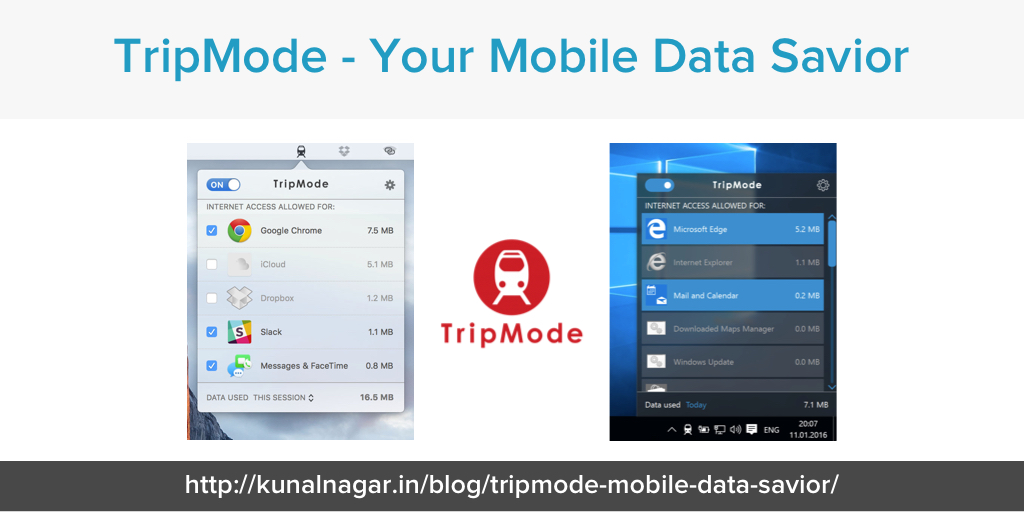 TripMode - Your Mobile Data Savior
ON TripMode
INTERNET ACCESS ALLOWED FOR:
Google Chrome 7.5 MB
iCloud 5.1 MB
Dropbox 1.2 MB
Slack 1.1 MB
Messages & FaceTime 0.8 MB
DATA USED THIS SESSION 16.5 MB
TripMode
TripMode
INTERNET ACCESS ALLOWED FOR:
Microsoft Edge 5.2 MB
Internet Explorer 1.1 MB
Mail and Calendar 0.2 MB
Downloaded Maps Manager 0.0 MB
Windows Update 0.0 MB
Data used Today 7.1 MB
ENG 20:07
11.01.2016
http://kunalnagar.in/blog/tripmode-mobile-data-savior/